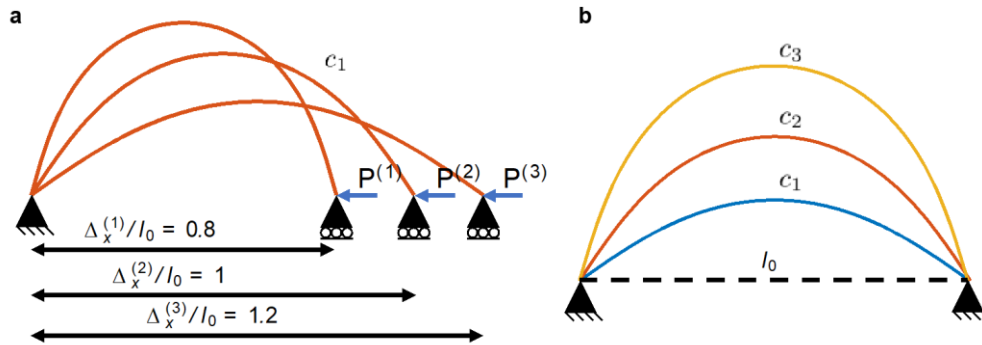 a
c₁
P⁽¹⁾ P⁽²⁾ P⁽³⁾
Δₓ⁽¹⁾/l₀ = 0.8
Δₓ⁽²⁾/l₀ = 1
Δₓ⁽³⁾/l₀ = 1.2
b
c₃
c₂
c₁
l₀